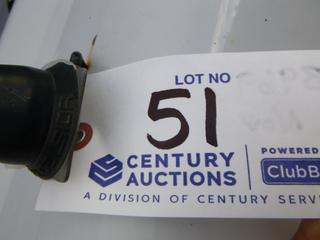 LOT NO
51
CENTURY
AUCTIONS
POWERED
ClubB
A DIVISION OF CENTURY SERV